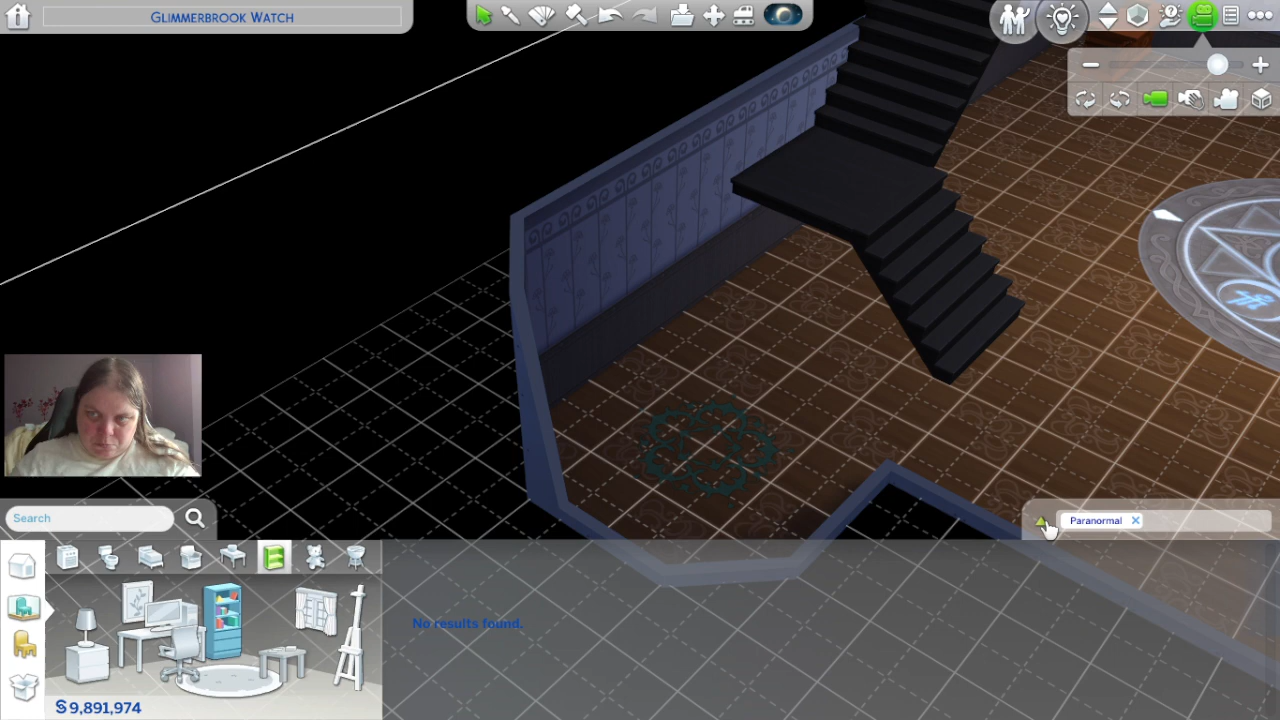 Glimmerbrook Watch
Search
Paranormal
No results found.
§9,891,974